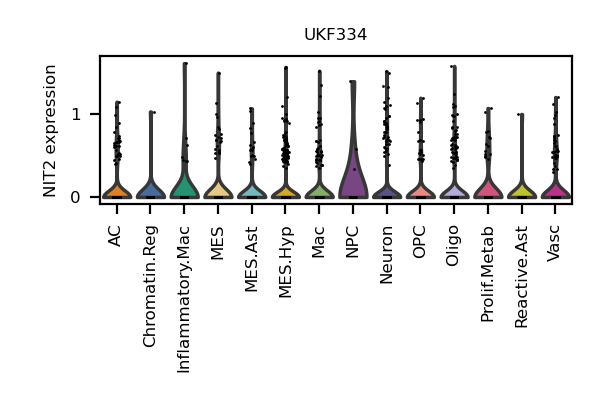 UKF334
NIT2 expression
1
0
AC
Chromatin.Reg
Inflammatory.Mac
MES
MES.Ast
MES.Hyp
Mac
NPC
Neuron
OPC
Oligo
Prolif.Metab
Reactive.Ast
Vasc